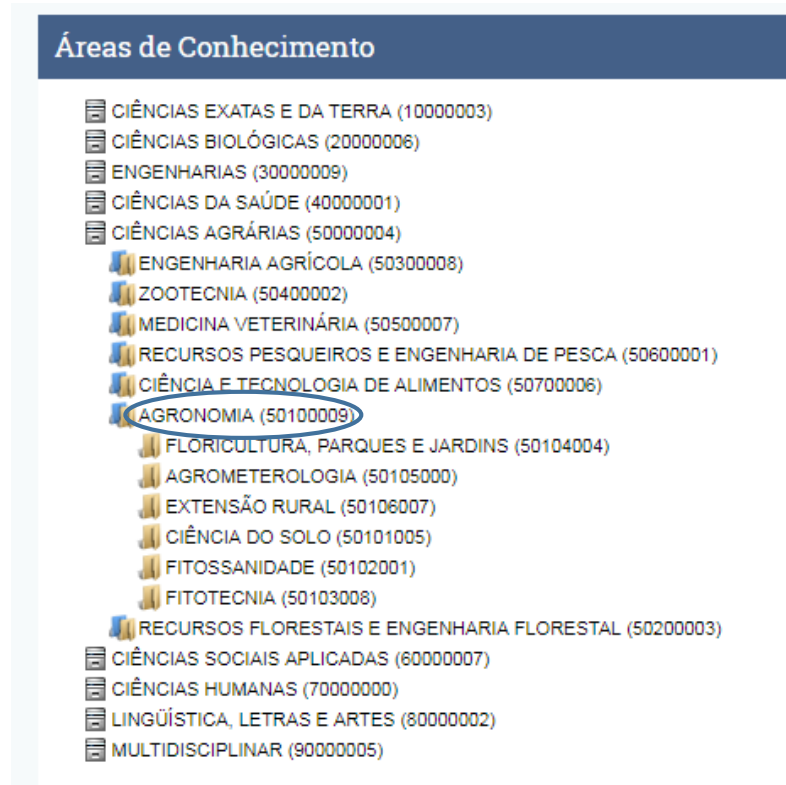 Áreas de Conhecimento
CIÊNCIAS EXATAS E DA TERRA (10000003)
CIÊNCIAS BIOLÓGICAS (20000006)
ENGENHARIAS (30000009)
CIÊNCIAS DA SAÚDE (40000001)
CIÊNCIAS AGRÁRIAS (50000004)
ENGENHARIA AGRÍCOLA (50300008)
ZOOTECNIA (50400002)
MEDICINA VETERINÁRIA (50500007)
RECURSOS PESQUEIROS E ENGENHARIA DE PESCA (50600001)
CIÊNCIA E TECNOLOGIA DE ALIMENTOS (50700006)
AGRONOMIA (50100009)
FLORICULTURA, PARQUES E JARDINS (50104004)
AGROMETEROLOGIA (50105000)
EXTENSÃO RURAL (50106007)
CIÊNCIA DO SOLO (50101005)
FITOSSANIDADE (50102001)
FITOTECNIA (50103008)
RECURSOS FLORESTAIS E ENGENHARIA FLORESTAL (50200003)
CIÊNCIAS SOCIAIS APLICADAS (60000007)
CIÊNCIAS HUMANAS (70000000)
LINGÜÍSTICA, LETRAS E ARTES (80000002)
MULTIDISCIPLINAR (90000005)